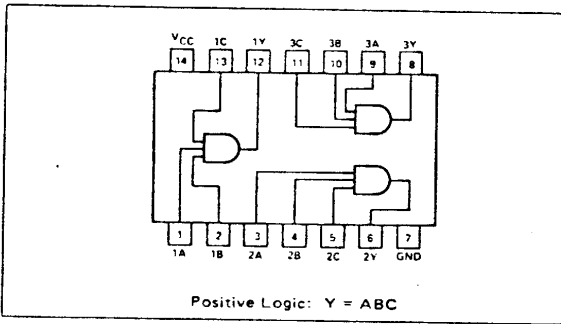 VCC 1C 1Y 3C 3B 3A 3Y
14 13 12 11 10 9 8
1 2 3 4 5 6 7
1A 1B 2A 2B 2C 2Y GND
Positive Logic: Y = ABC